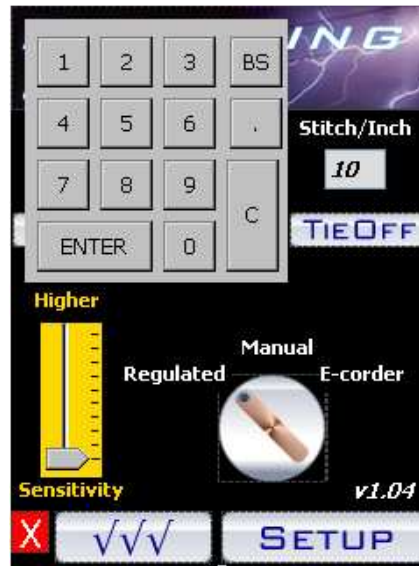 ING
1 2 3 BS
4 5 6 .
Stitch/Inch
7 8 9
10
C
ENTER 0
TIEOFF
Higher
Manual
Regulated E-corder
Sensitivity
v1.04
X √√√ SETUP